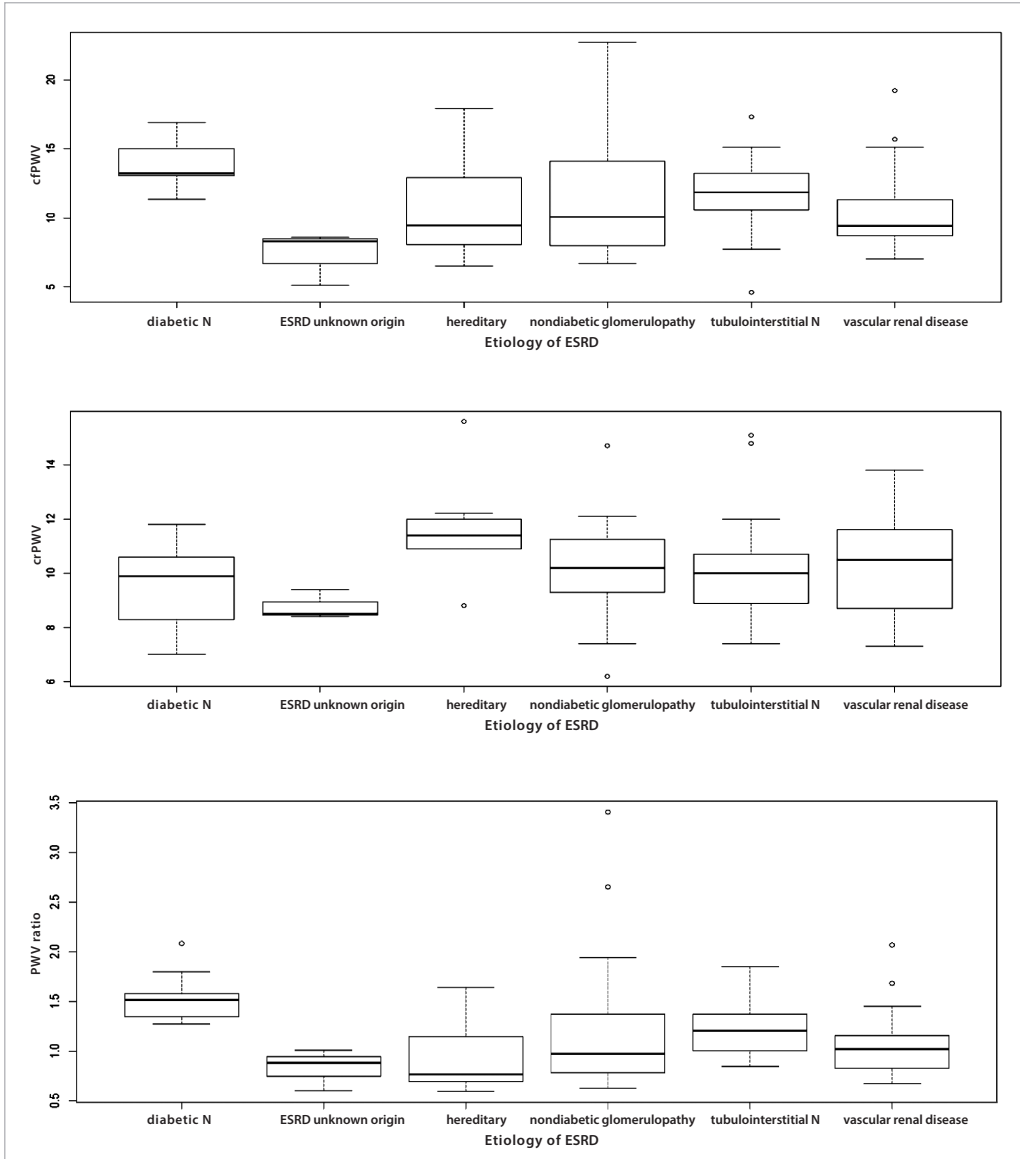 cfPWV
20
15
10
5
diabetic N ESRD unknown origin hereditary nondiabetic glomerulopathy tubulointerstitial N vascular renal disease
Etiology of ESRD
crPWV
14
12
10
8
6
diabetic N ESRD unknown origin hereditary nondiabetic glomerulopathy tubulointerstitial N vascular renal disease
Etiology of ESRD
PWV ratio
3.5
3.0
2.5
2.0
1.5
1.0
0.5
diabetic N ESRD unknown origin hereditary nondiabetic glomerulopathy tubulointerstitial N vascular renal disease
Etiology of ESRD